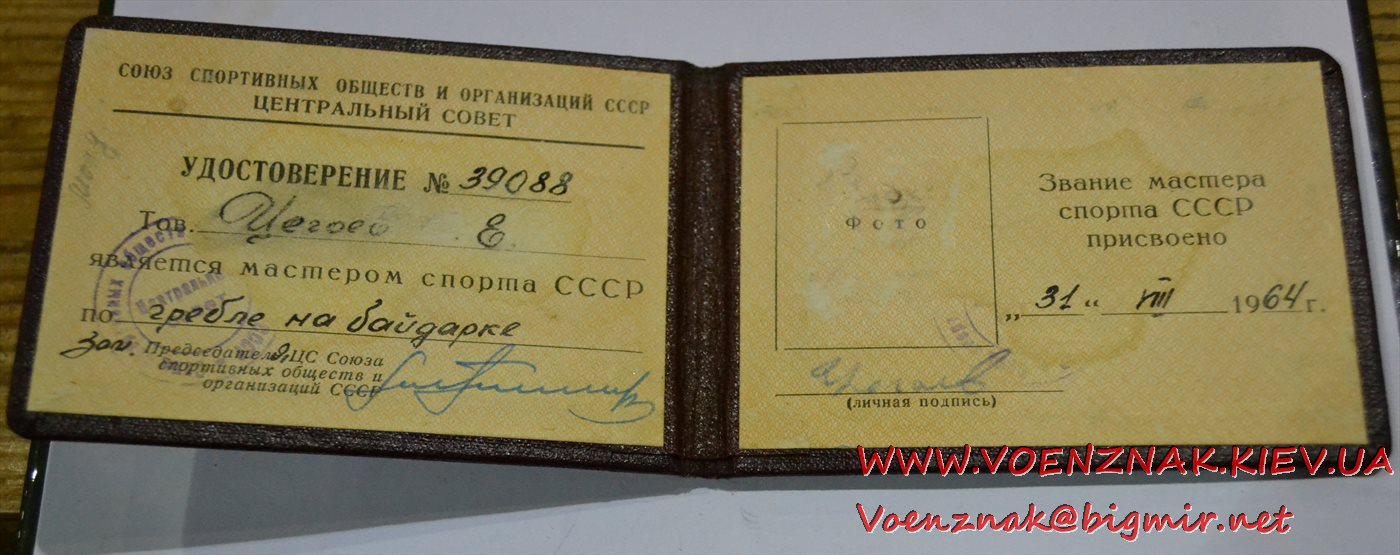 СОЮЗ СПОРТИВНЫХ ОБЩЕСТВ И ОРГАНИЗАЦИЙ СССР
ЦЕНТРАЛЬНЫЙ СОВЕТ
УДОСТОВЕРЕНИЕ № 39088
Тов. Е.
является мастером спорта СССР
по гребле на байдарке
Зам. Председателя ЦС Союза
спортивных обществ и
организаций СССР
Фото
Звание мастера
спорта СССР
присвоено
„31“ VIII 1964 г.
(личная подпись)
WWW.VOENZNAK.KIEV.UA
Voenznak@bigmir.net